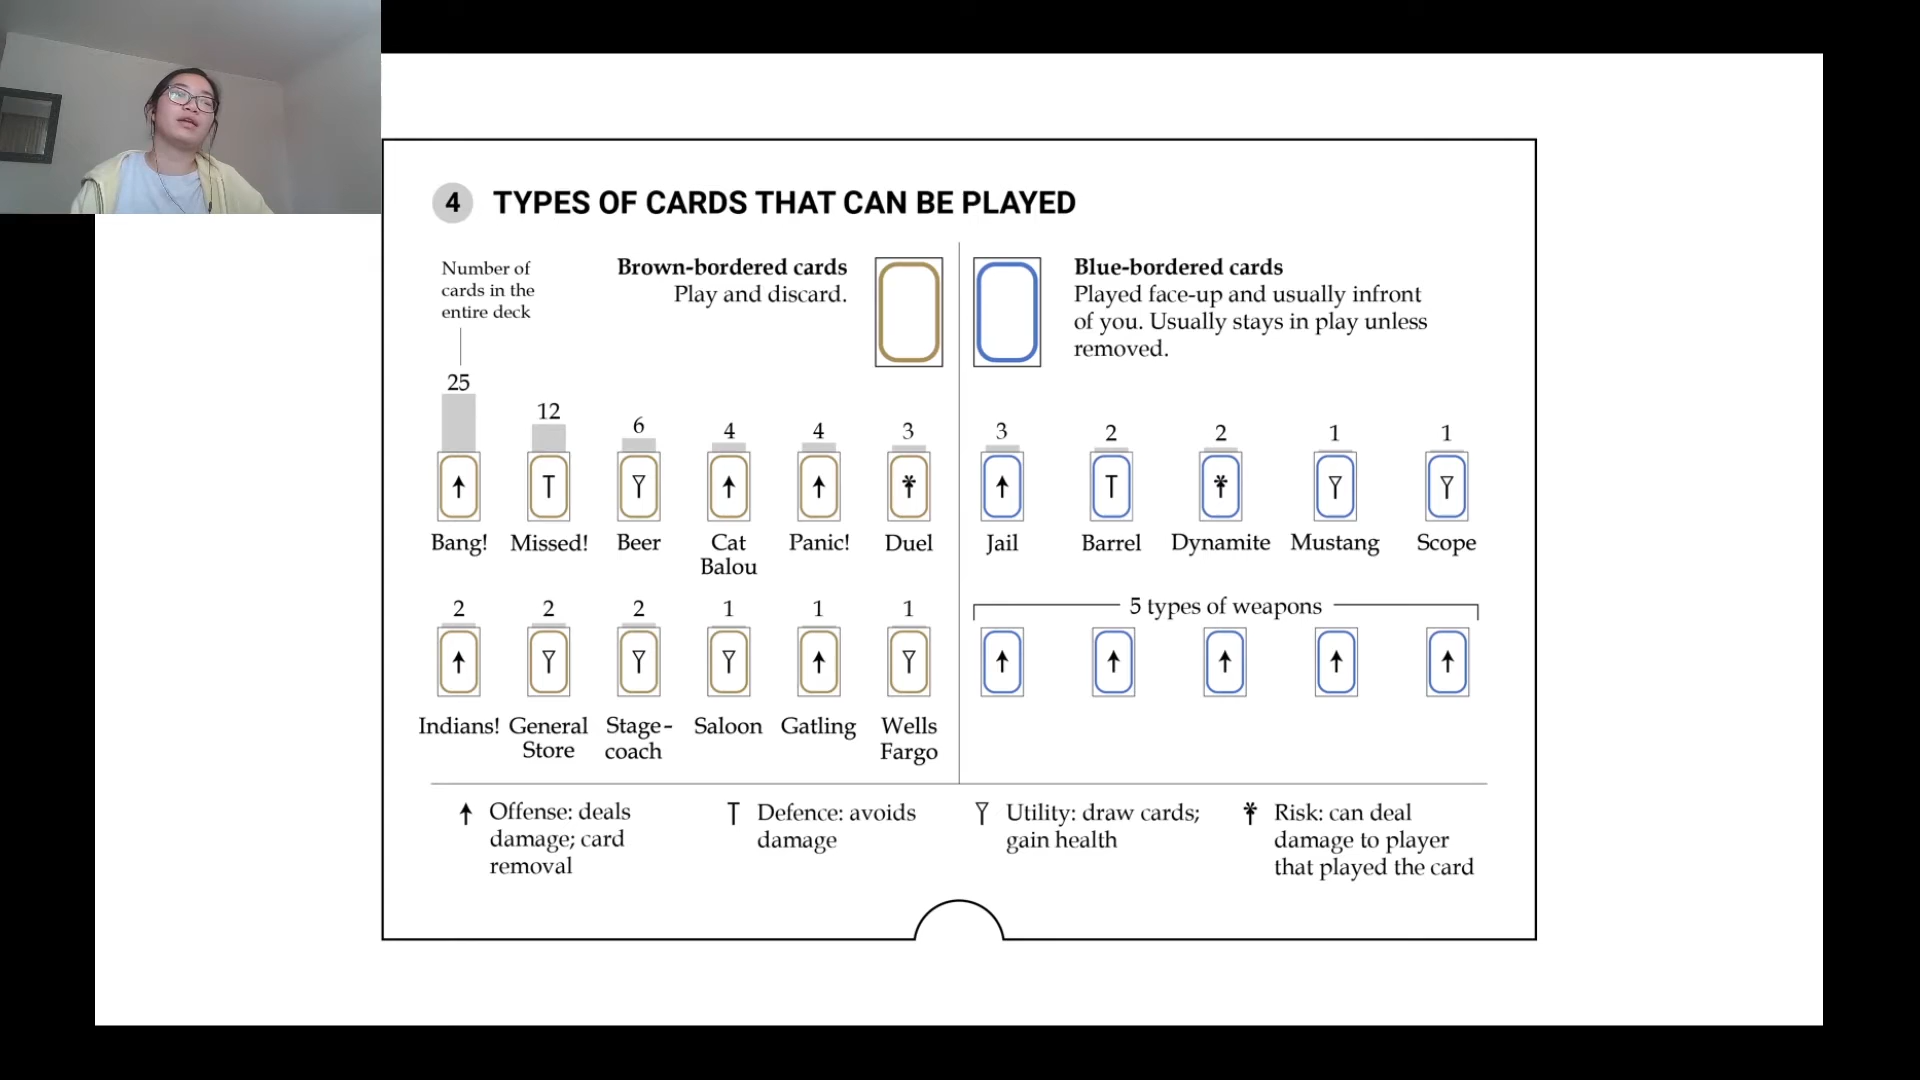 4 TYPES OF CARDS THAT CAN BE PLAYED
Number of
cards in the
entire deck
Brown-bordered cards
Play and discard.
Blue-bordered cards
Played face-up and usually infront
of you. Usually stays in play unless
removed.
25 12 6 4 4 3 3 2 2 1 1
Bang! Missed! Beer Cat Panic! Duel Jail Barrel Dynamite Mustang Scope
Balou
2 2 2 1 1 1 5 types of weapons
Indians! General Stage- Saloon Gatling Wells
Store coach Fargo
Offense: deals
damage; card
removal
Defence: avoids
damage
Utility: draw cards;
gain health
Risk: can deal
damage to player
that played the card